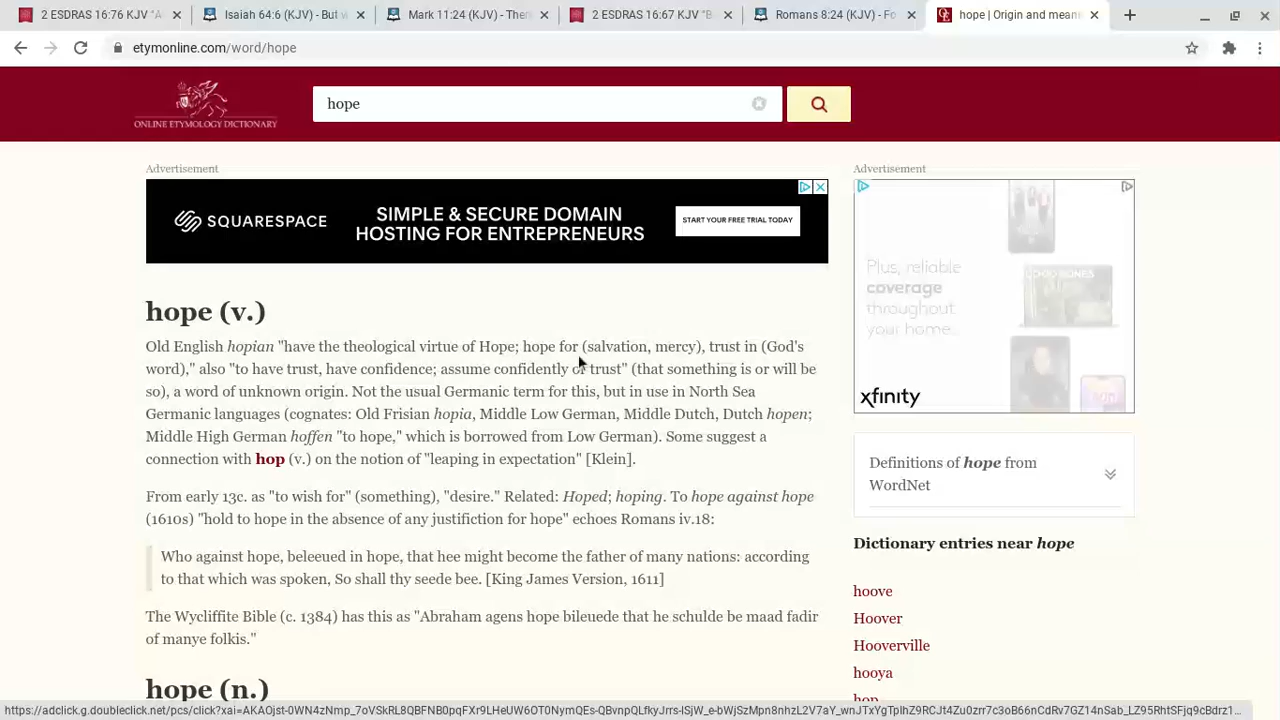 2 ESDRAS 16:76 KJV "A
Isaiah 64:6 (KJV) - But w
Mark 11:24 (KJV) - Ther
2 ESDRAS 16:67 KJV "B
Romans 8:24 (KJV) - Fo
hope | Origin and mean
etymonline.com/word/hope
ONLINE ETYMOLOGY DICTIONARY
hope
Advertisement
SQUARESPACE
SIMPLE & SECURE DOMAIN
HOSTING FOR ENTREPRENEURS
START YOUR FREE TRIAL TODAY
hope (v.)
Old English hopian "have the theological virtue of Hope; hope for (salvation, mercy), trust in (God's
word)," also "to have trust, have confidence; assume confidently or trust" (that something is or will be
so), a word of unknown origin. Not the usual Germanic term for this, but in use in North Sea
Germanic languages (cognates: Old Frisian hopia, Middle Low German, Middle Dutch, Dutch hopen;
Middle High German hoffen "to hope," which is borrowed from Low German). Some suggest a
connection with hop (v.) on the notion of "leaping in expectation" [Klein].
From early 13c. as "to wish for" (something), "desire." Related: Hoped; hoping. To hope against hope
(1610s) "hold to hope in the absence of any justifiction for hope" echoes Romans iv.18:
Who against hope, beleeued in hope, that hee might become the father of many nations: according
to that which was spoken, So shall thy seede bee. [King James Version, 1611]
The Wycliffite Bible (c. 1384) has this as "Abraham agens hope bileuede that he schulde be maad fadir
of manye folkis."
hope (n.)
Advertisement
Plus, reliable
coverage
throughout
your home.
GOOD BONES
xfinity
Definitions of hope from
WordNet
Dictionary entries near hope
hoove
Hoover
Hooverville
hooya
hop